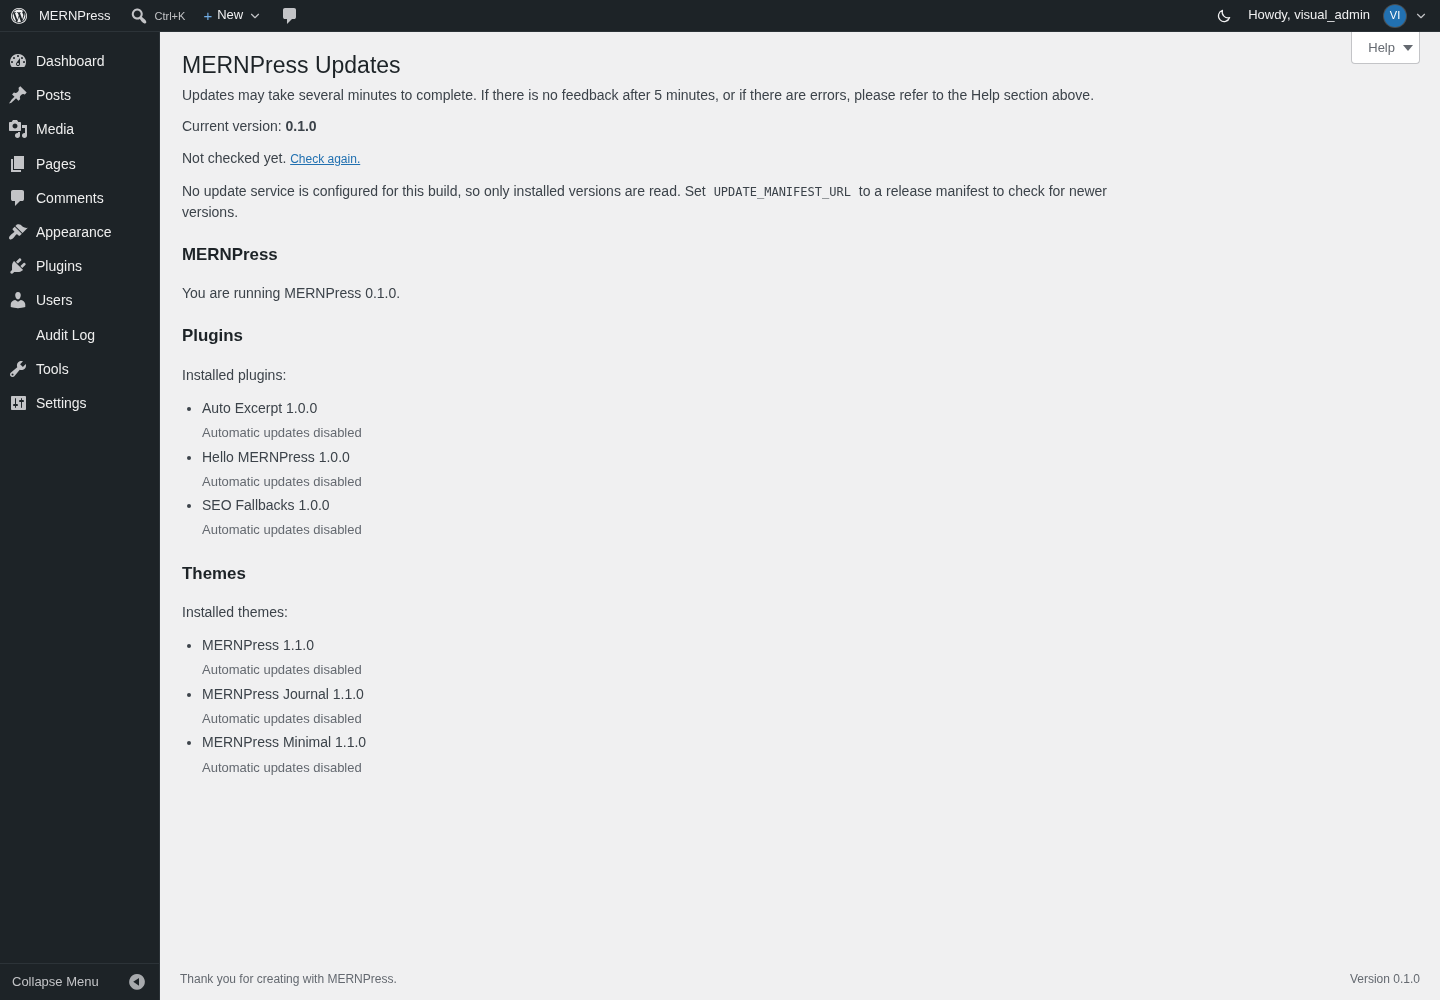 MERNPress
Ctrl+K
+ New
Howdy, visual_admin
VI
Help
Dashboard
Posts
Media
Pages
Comments
Appearance
Plugins
Users
Audit Log
Tools
Settings
Collapse Menu
MERNPress Updates
Updates may take several minutes to complete. If there is no feedback after 5 minutes, or if there are errors, please refer to the Help section above.
Current version: 0.1.0
Not checked yet. Check again.
No update service is configured for this build, so only installed versions are read. Set UPDATE_MANIFEST_URL to a release manifest to check for newer
versions.
MERNPress
You are running MERNPress 0.1.0.
Plugins
Installed plugins:
• Auto Excerpt 1.0.0
Automatic updates disabled
• Hello MERNPress 1.0.0
Automatic updates disabled
• SEO Fallbacks 1.0.0
Automatic updates disabled
Themes
Installed themes:
• MERNPress 1.1.0
Automatic updates disabled
• MERNPress Journal 1.1.0
Automatic updates disabled
• MERNPress Minimal 1.1.0
Automatic updates disabled
Thank you for creating with MERNPress.
Version 0.1.0